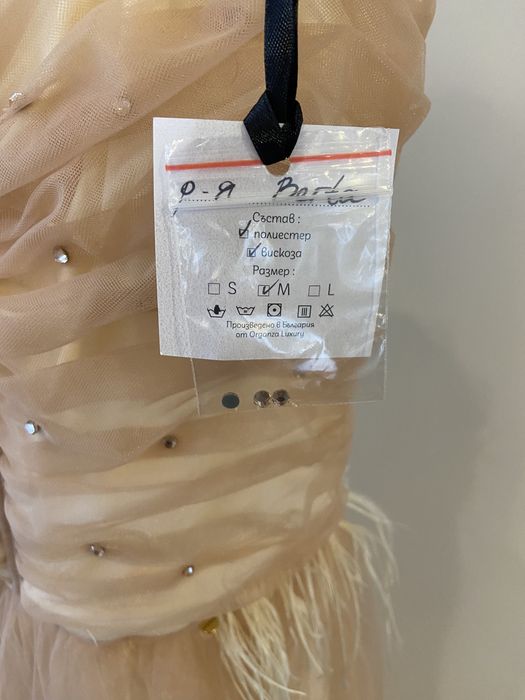 Р-я
Състав :
полиестер
вискоза
Размер :
S M L
Произведено в България
от Organza Luxury